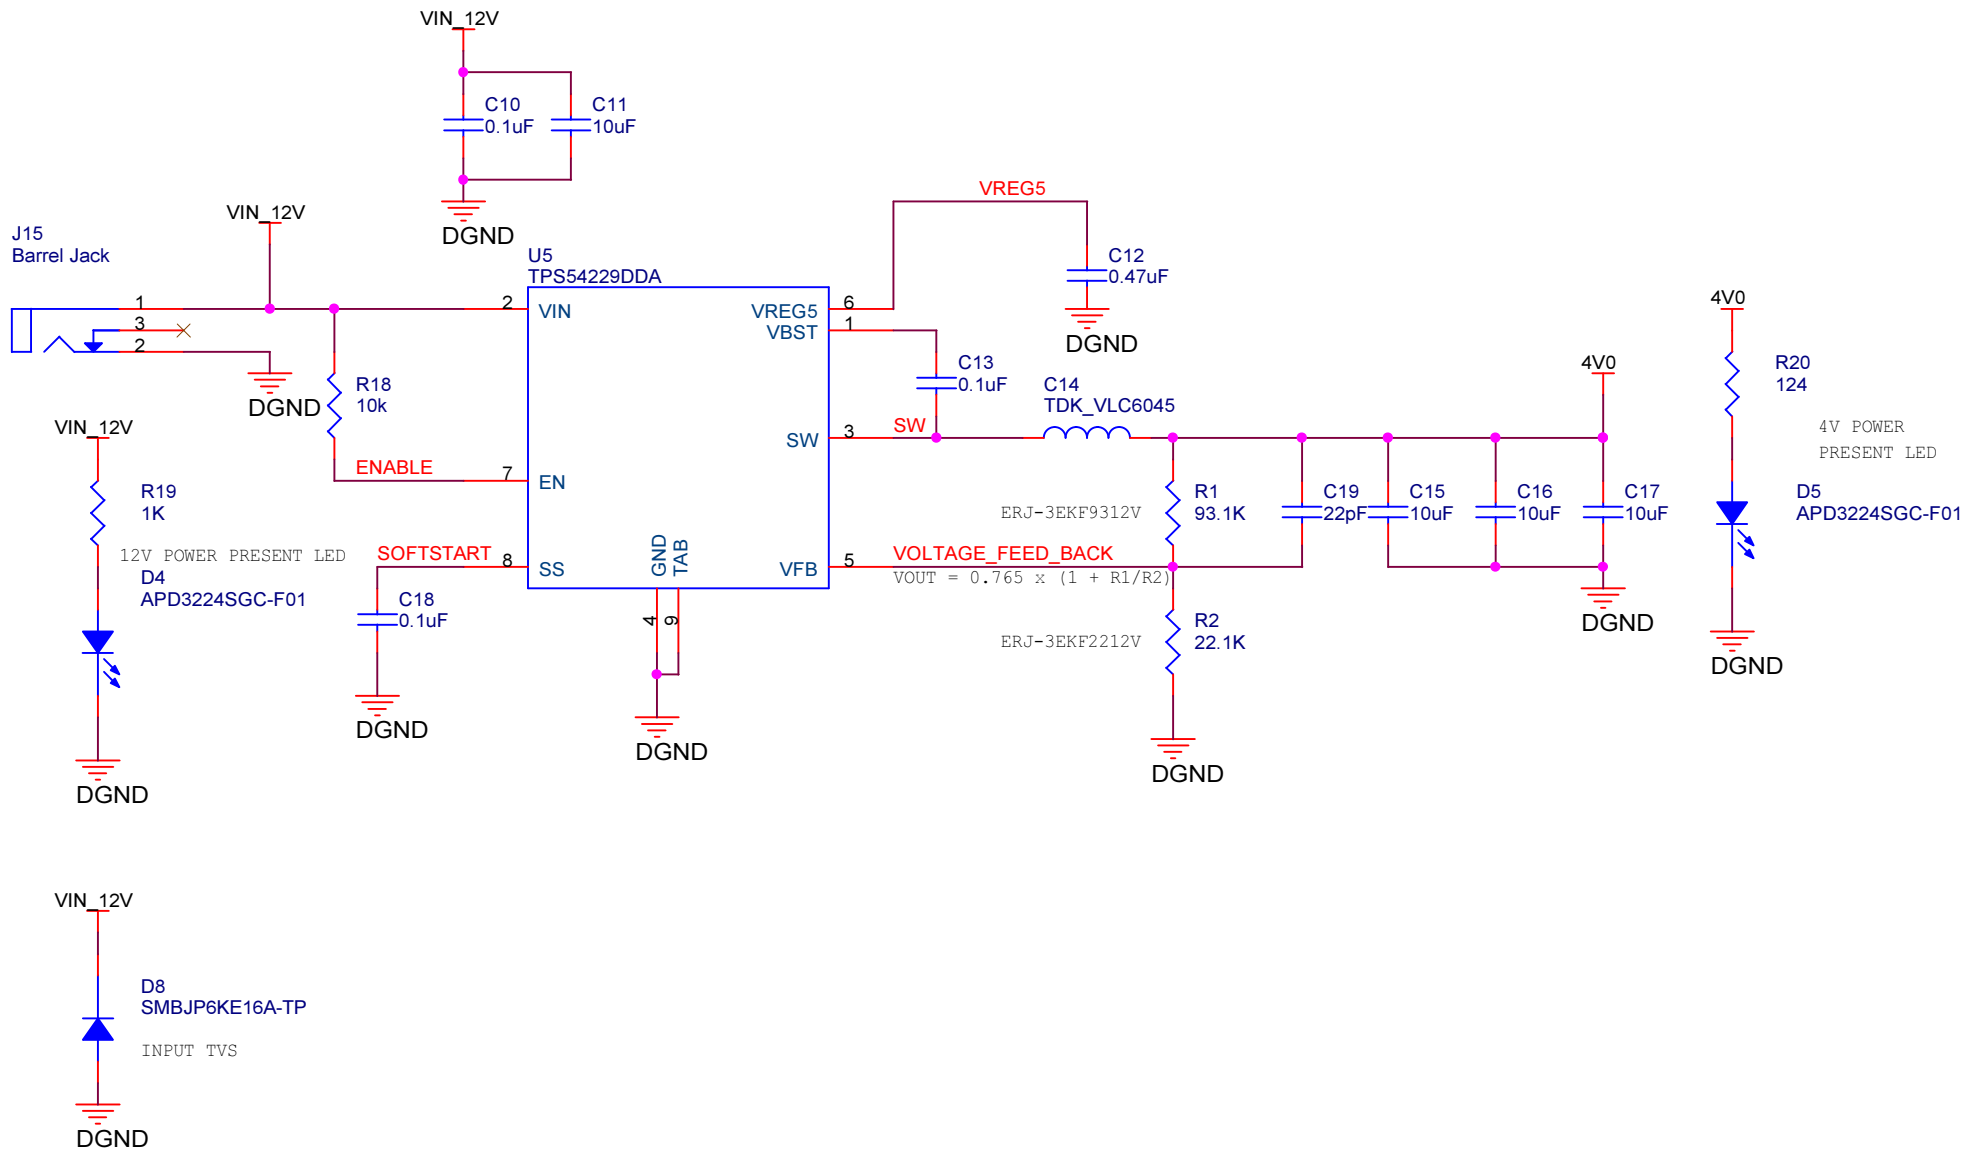 VIN_12V
C10
0.1uF
C11
10uF
DGND
VIN_12V
J15
Barrel Jack
1
3
2
DGND
R18
10k
ENABLE
VIN_12V
R19
1K
12V POWER PRESENT LED
D4
APD3224SGC-F01
DGND
SOFTSTART
C18
0.1uF
DGND
U5
TPS54229DDA
2
VIN
7
EN
8
SS
GND
TAB
4
9
DGND
VREG5
6
VBST
1
SW
3
VFB
5
VREG5
C12
0.47uF
DGND
C13
0.1uF
SW
C14
TDK_VLC6045
4V0
ERJ-3EKF9312V
R1
93.1K
C19
22pF
C15
10uF
C16
10uF
C17
10uF
DGND
VOLTAGE_FEED_BACK
VOUT = 0.765 x (1 + R1/R2)
ERJ-3EKF2212V
R2
22.1K
DGND
4V0
R20
124
4V POWER
PRESENT LED
D5
APD3224SGC-F01
DGND
VIN_12V
D8
SMBJP6KE16A-TP
INPUT TVS
DGND